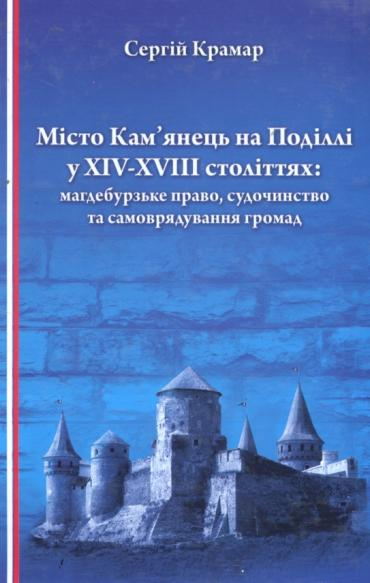 Сергій Крамар
Місто Кам’янець на Поділлі
у XIV-XVIII століттях:
магдебурзьке право, судочинство
та самоврядування громад